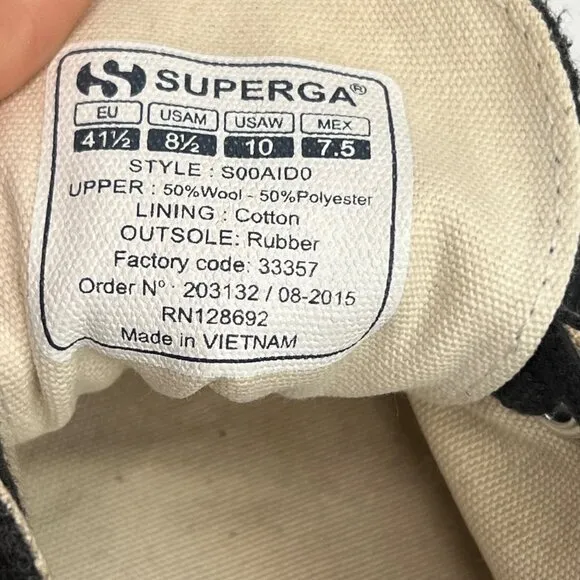 SUPERGA®
EU USAM USAW MEX
41½ 8½ 10 7.5
STYLE : S00AID0
UPPER : 50%Wool - 50%Polyester
LINING : Cotton
OUTSOLE: Rubber
Factory code: 33357
Order N° : 203132 / 08-2015
RN128692
Made in VIETNAM